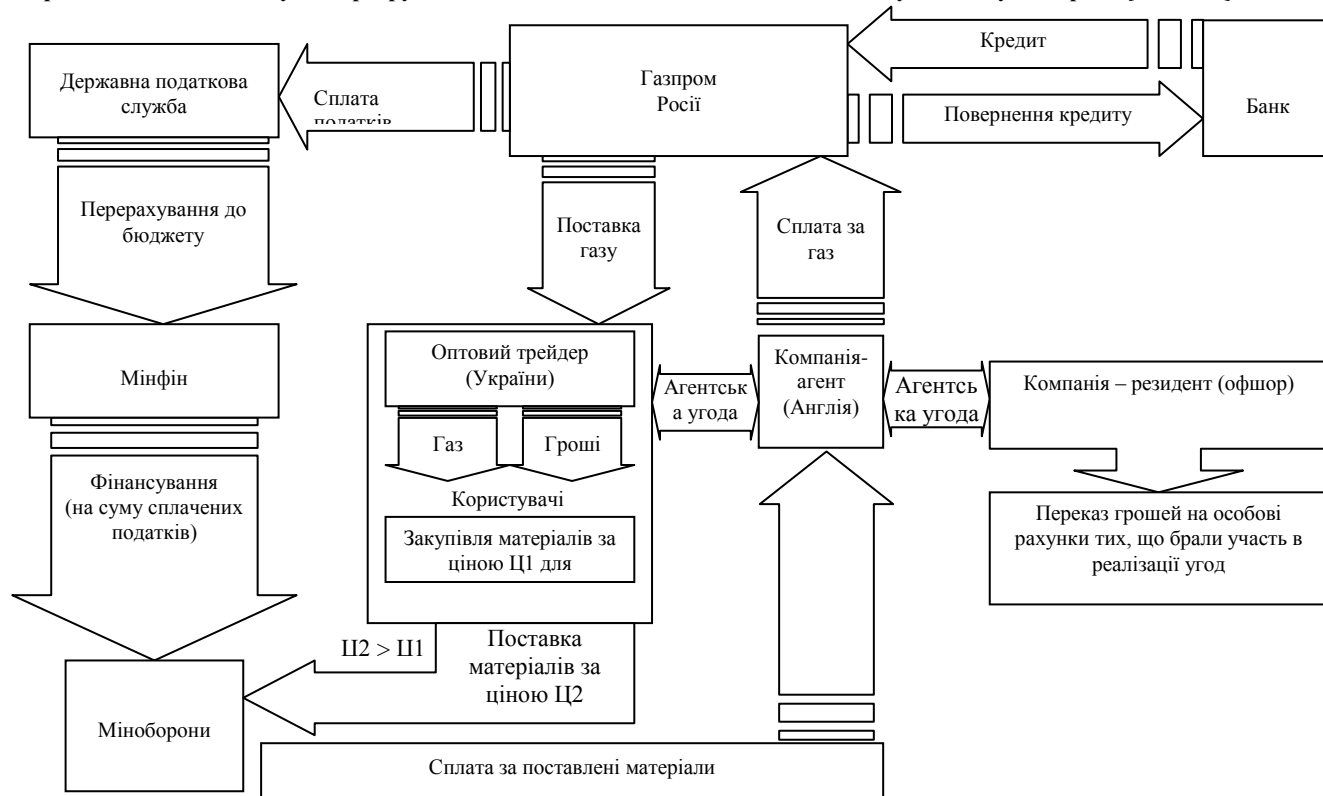 Кредит
Державна податкова
служба
Сплата
податків
Газпром
Росії
Банк
Повернення кредиту
Перерахування до
бюджету
Поставка
газу
Сплата за
газ
Мінфін
Оптовий трейдер
(України)
Газ
Гроші
Користувачі
Закупівля матеріалів за
ціною Ц1 для
Агентськ
а угода
Компанія-
агент
(Англія)
Агентсь
ка угода
Компанія – резидент (офшор)
Переказ грошей на особові
рахунки тих, що брали участь в
реалізації угод
Фінансування
(на суму сплачених
податків)
Ц2 > Ц1
Поставка
матеріалів за
ціною Ц2
Міноборони
Сплата за поставлені матеріали